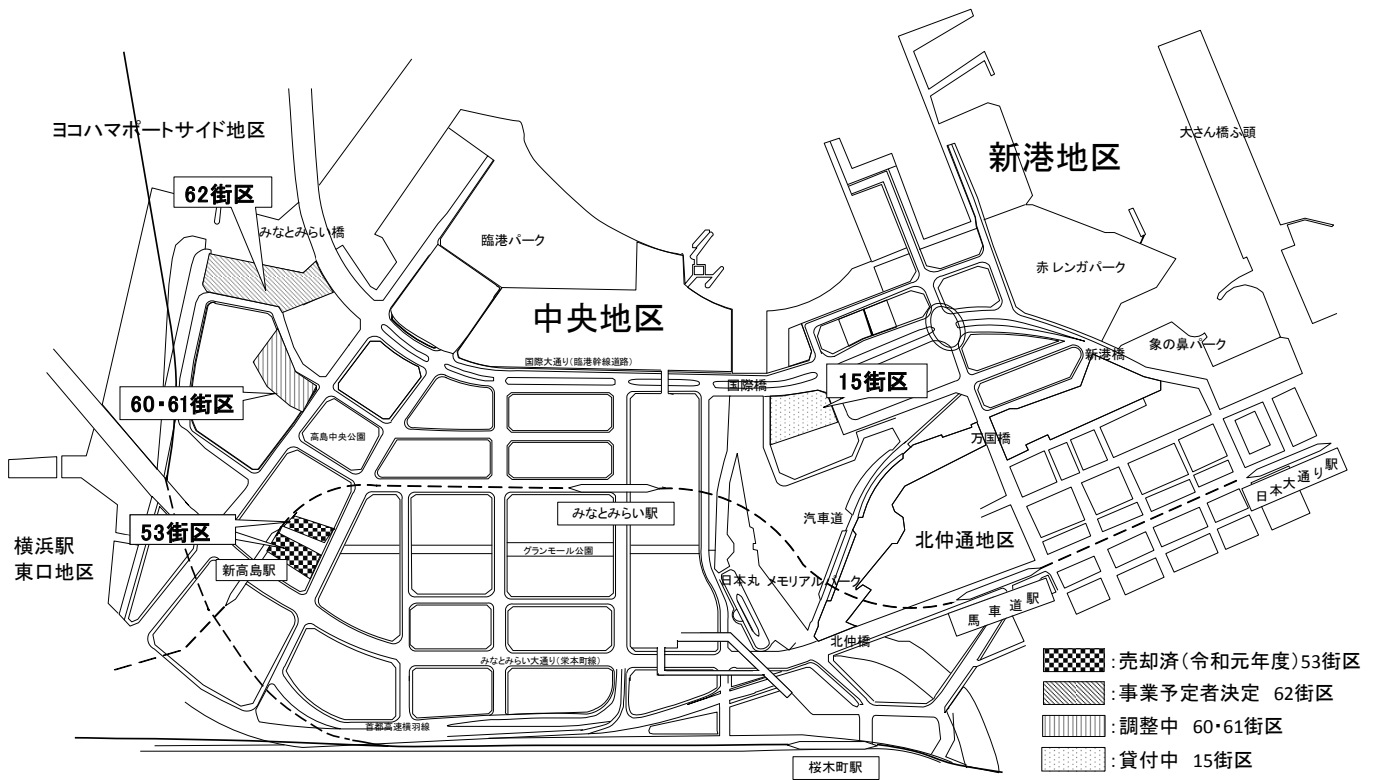 ヨコハマポートサイド地区
新港地区
大さん橋ふ頭
62街区
みなとみらい橋
臨港パーク
赤レンガパーク
中央地区
国際大通り(臨港幹線道路)
新港橋
象の鼻パーク
国際橋
15街区
60・61街区
高島中央公園
万国橋
日本大通り駅
みなとみらい駅
汽車道
53街区
横浜駅
東口地区
新高島駅
グランモール公園
北仲通地区
日本丸 メモリアルパーク
馬車道駅
北仲橋
みなとみらい大通り(栄本町線)
首都高速横羽線
桜木町駅
:売却済(令和元年度)53街区
:事業予定者決定 62街区
:調整中 60・61街区
:貸付中 15街区